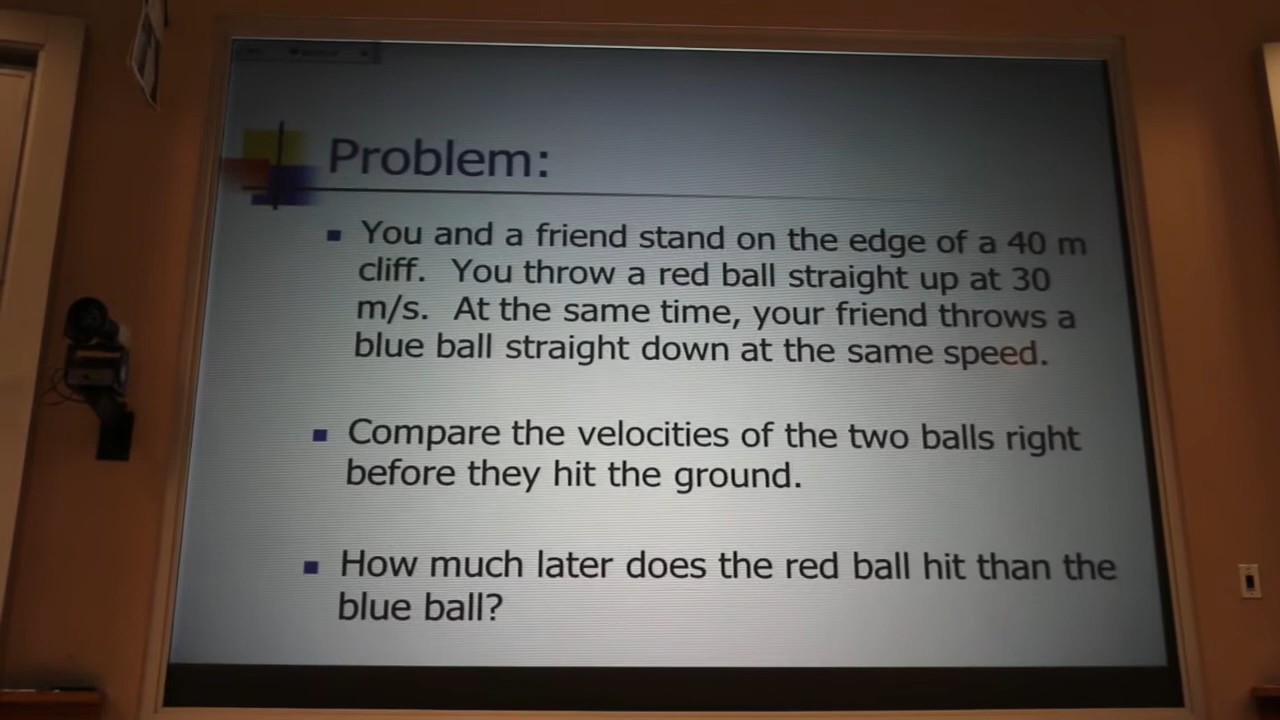 Problem:
You and a friend stand on the edge of a 40 m
cliff. You throw a red ball straight up at 30
m/s. At the same time, your friend throws a
blue ball straight down at the same speed.
Compare the velocities of the two balls right
before they hit the ground.
How much later does the red ball hit than the
blue ball?